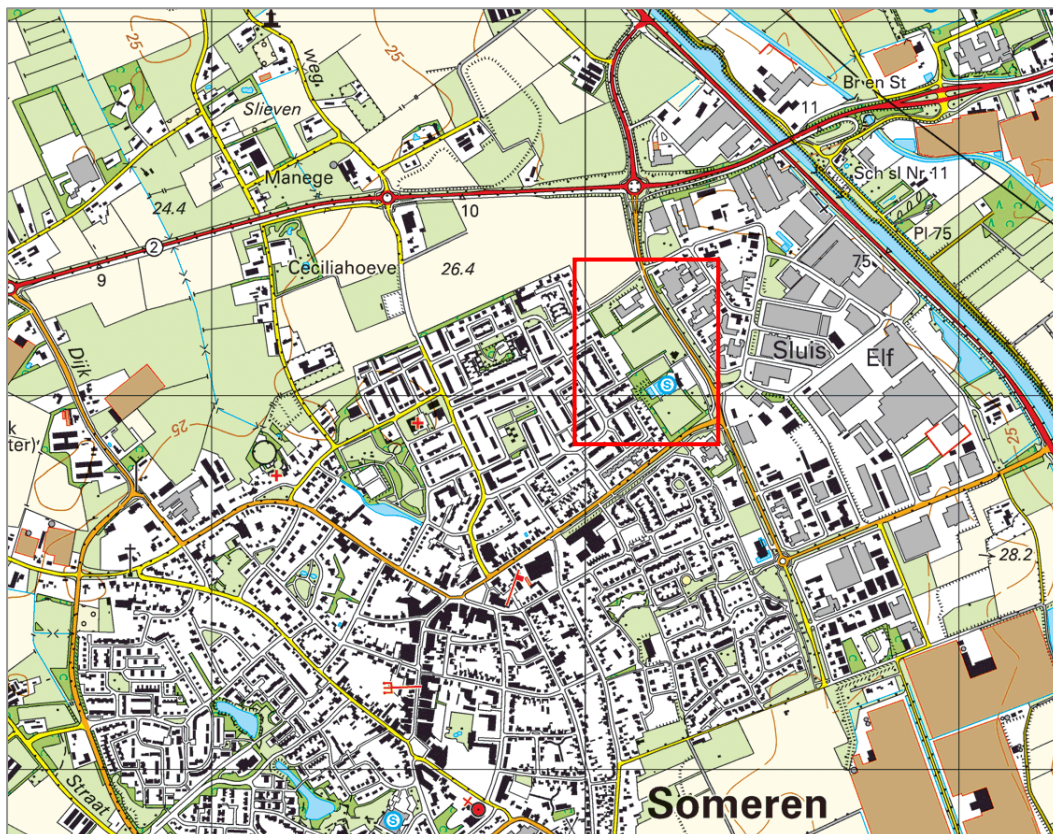 25
weg
25
Slieven
11
Br en St
Manege
Sch sl Nr 11
24.4
10
Pl 75
2
9
Ceciliahoeve
26.4
75
Dijk
Sluis
Elf
S
k
ter)
25
25
28.2
Straat
S
Someren